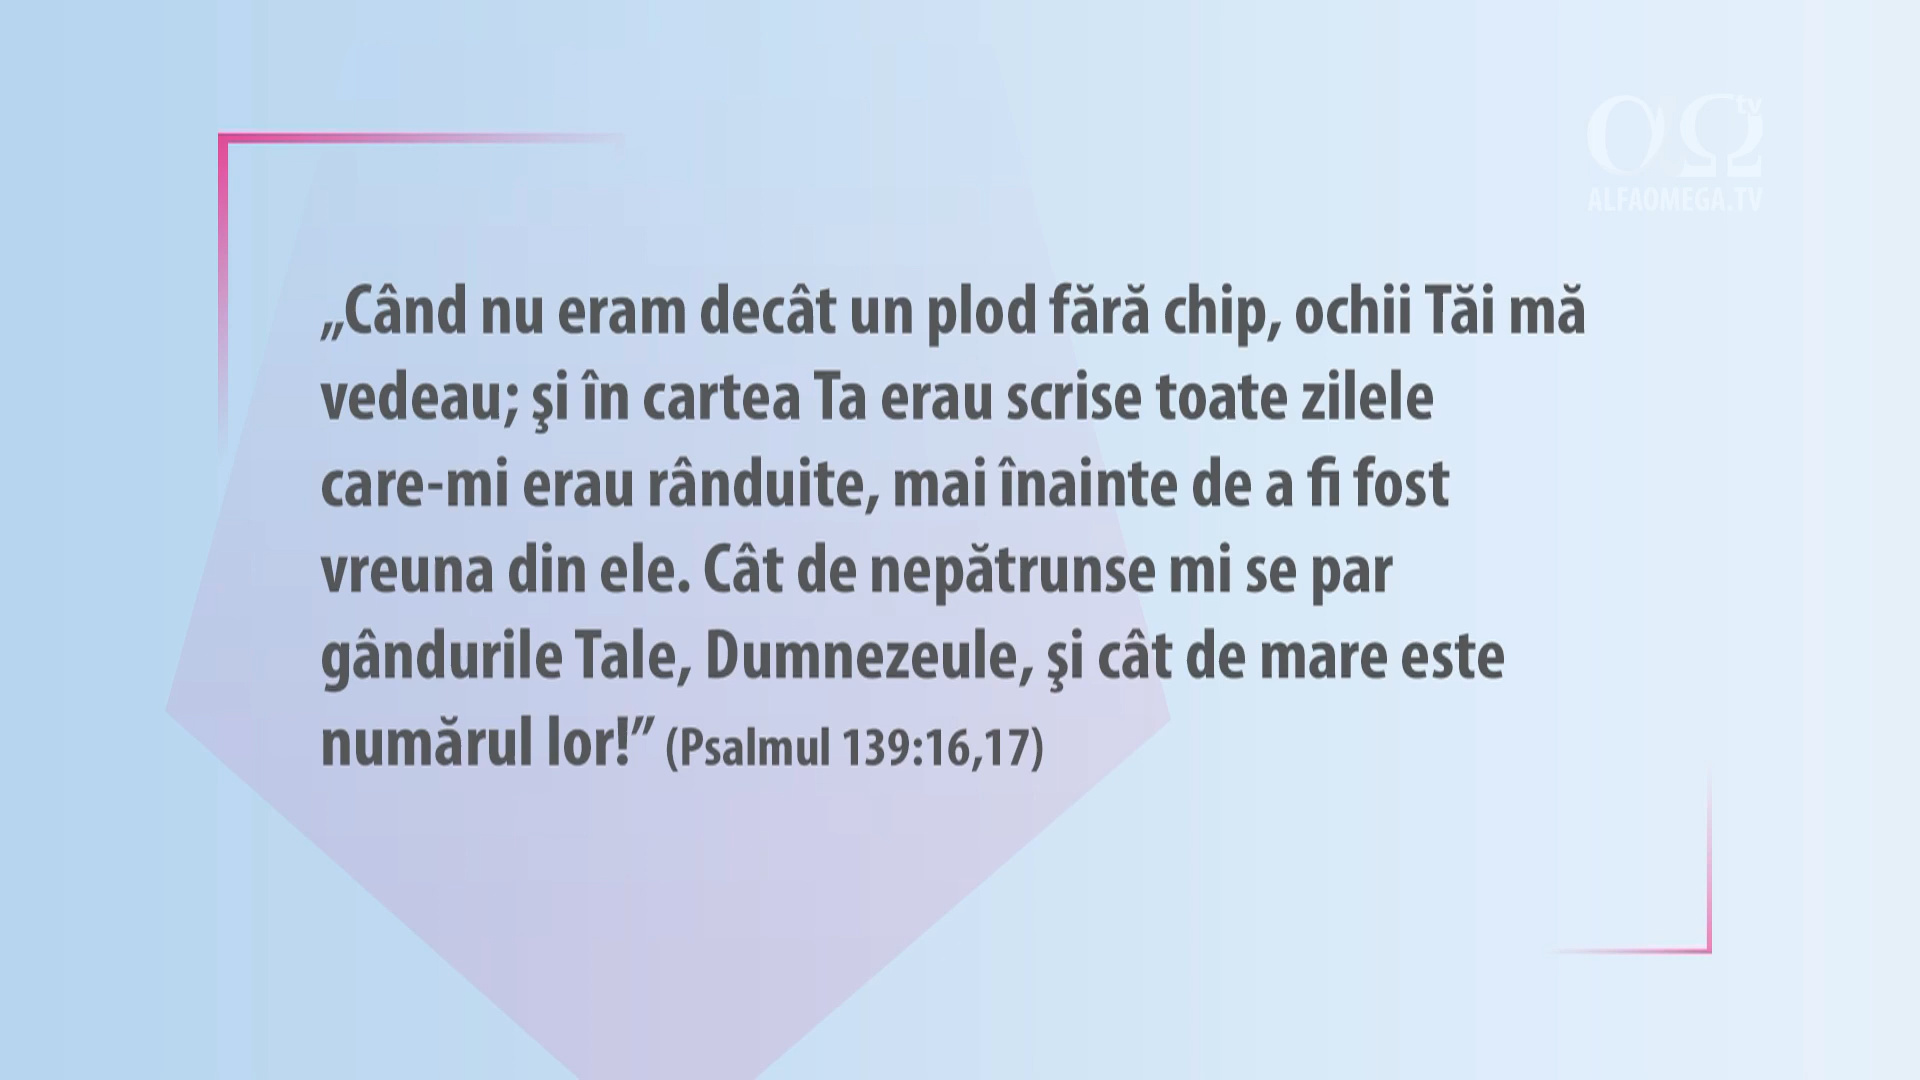 αΩ tv
ALFAOMEGA.TV
„Când nu eram decât un plod fără chip, ochii Tăi mă
vedeau; şi în cartea Ta erau scrise toate zilele
care-mi erau rânduite, mai înainte de a fi fost
vreuna din ele. Cât de nepătrunse mi se par
gândurile Tale, Dumnezeule, şi cât de mare este
numărul lor!” (Psalmul 139:16,17)